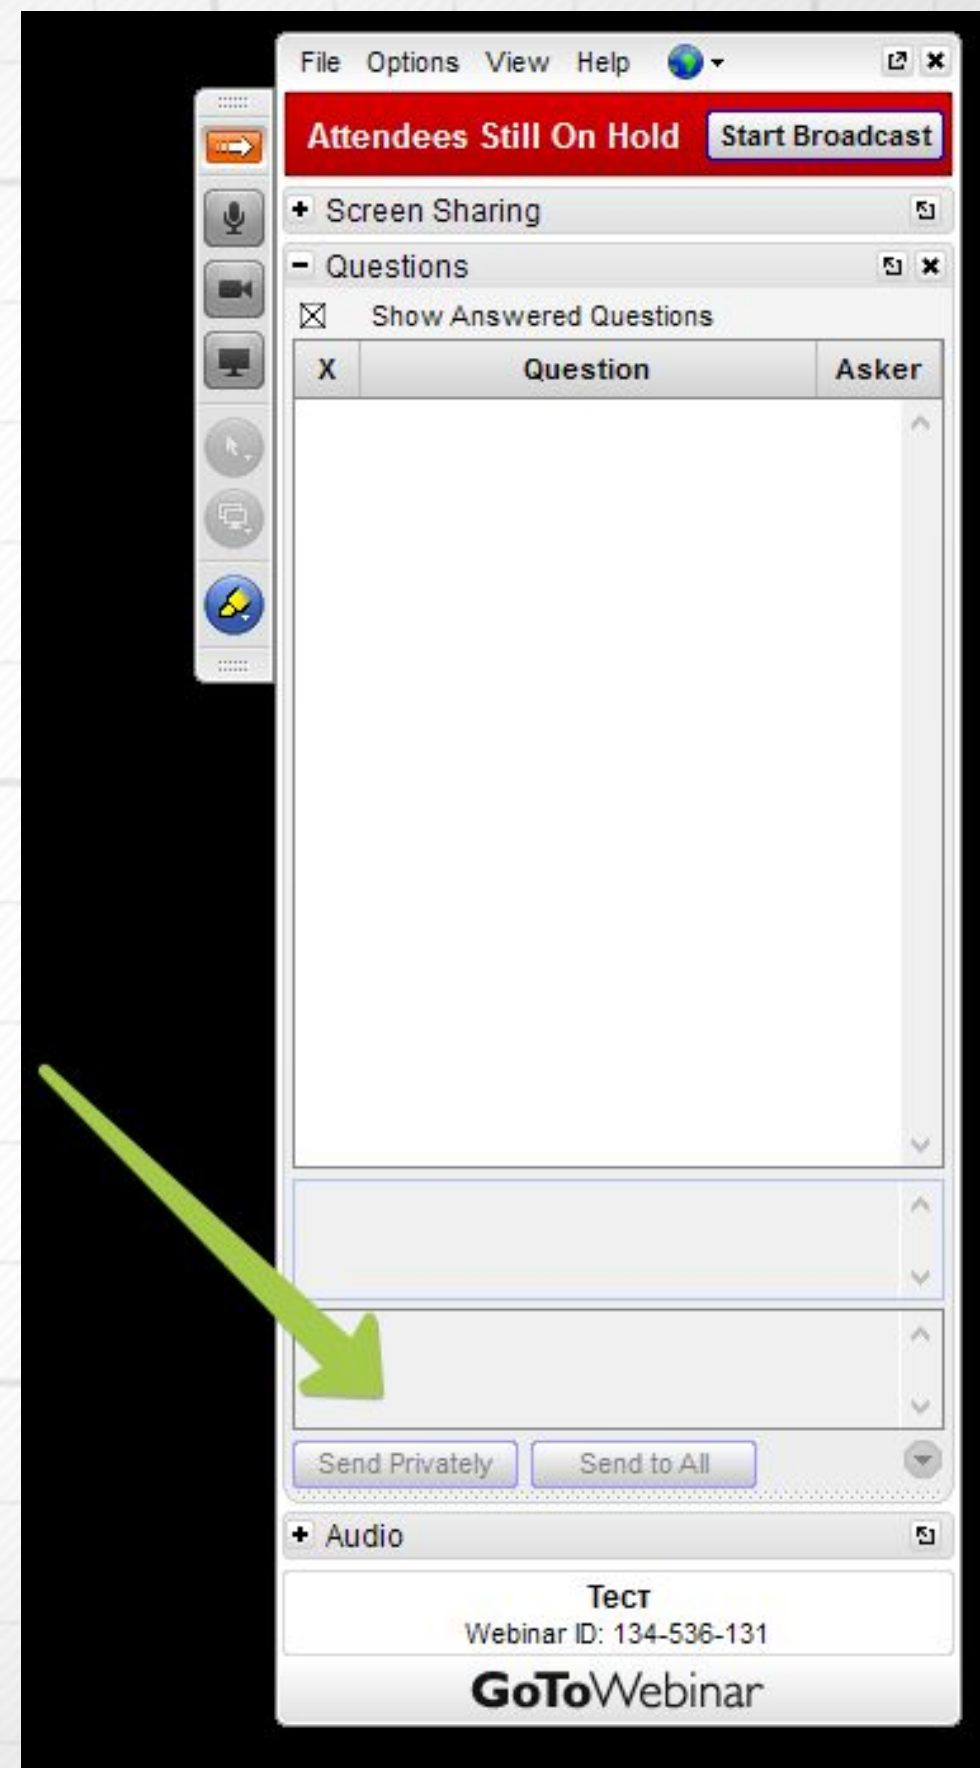 File Options View Help
Attendees Still On Hold Start Broadcast
Screen Sharing
Questions
Show Answered Questions
X Question Asker
Send Privately Send to All
Audio
Тест
Webinar ID: 134-536-131
GoToWebinar